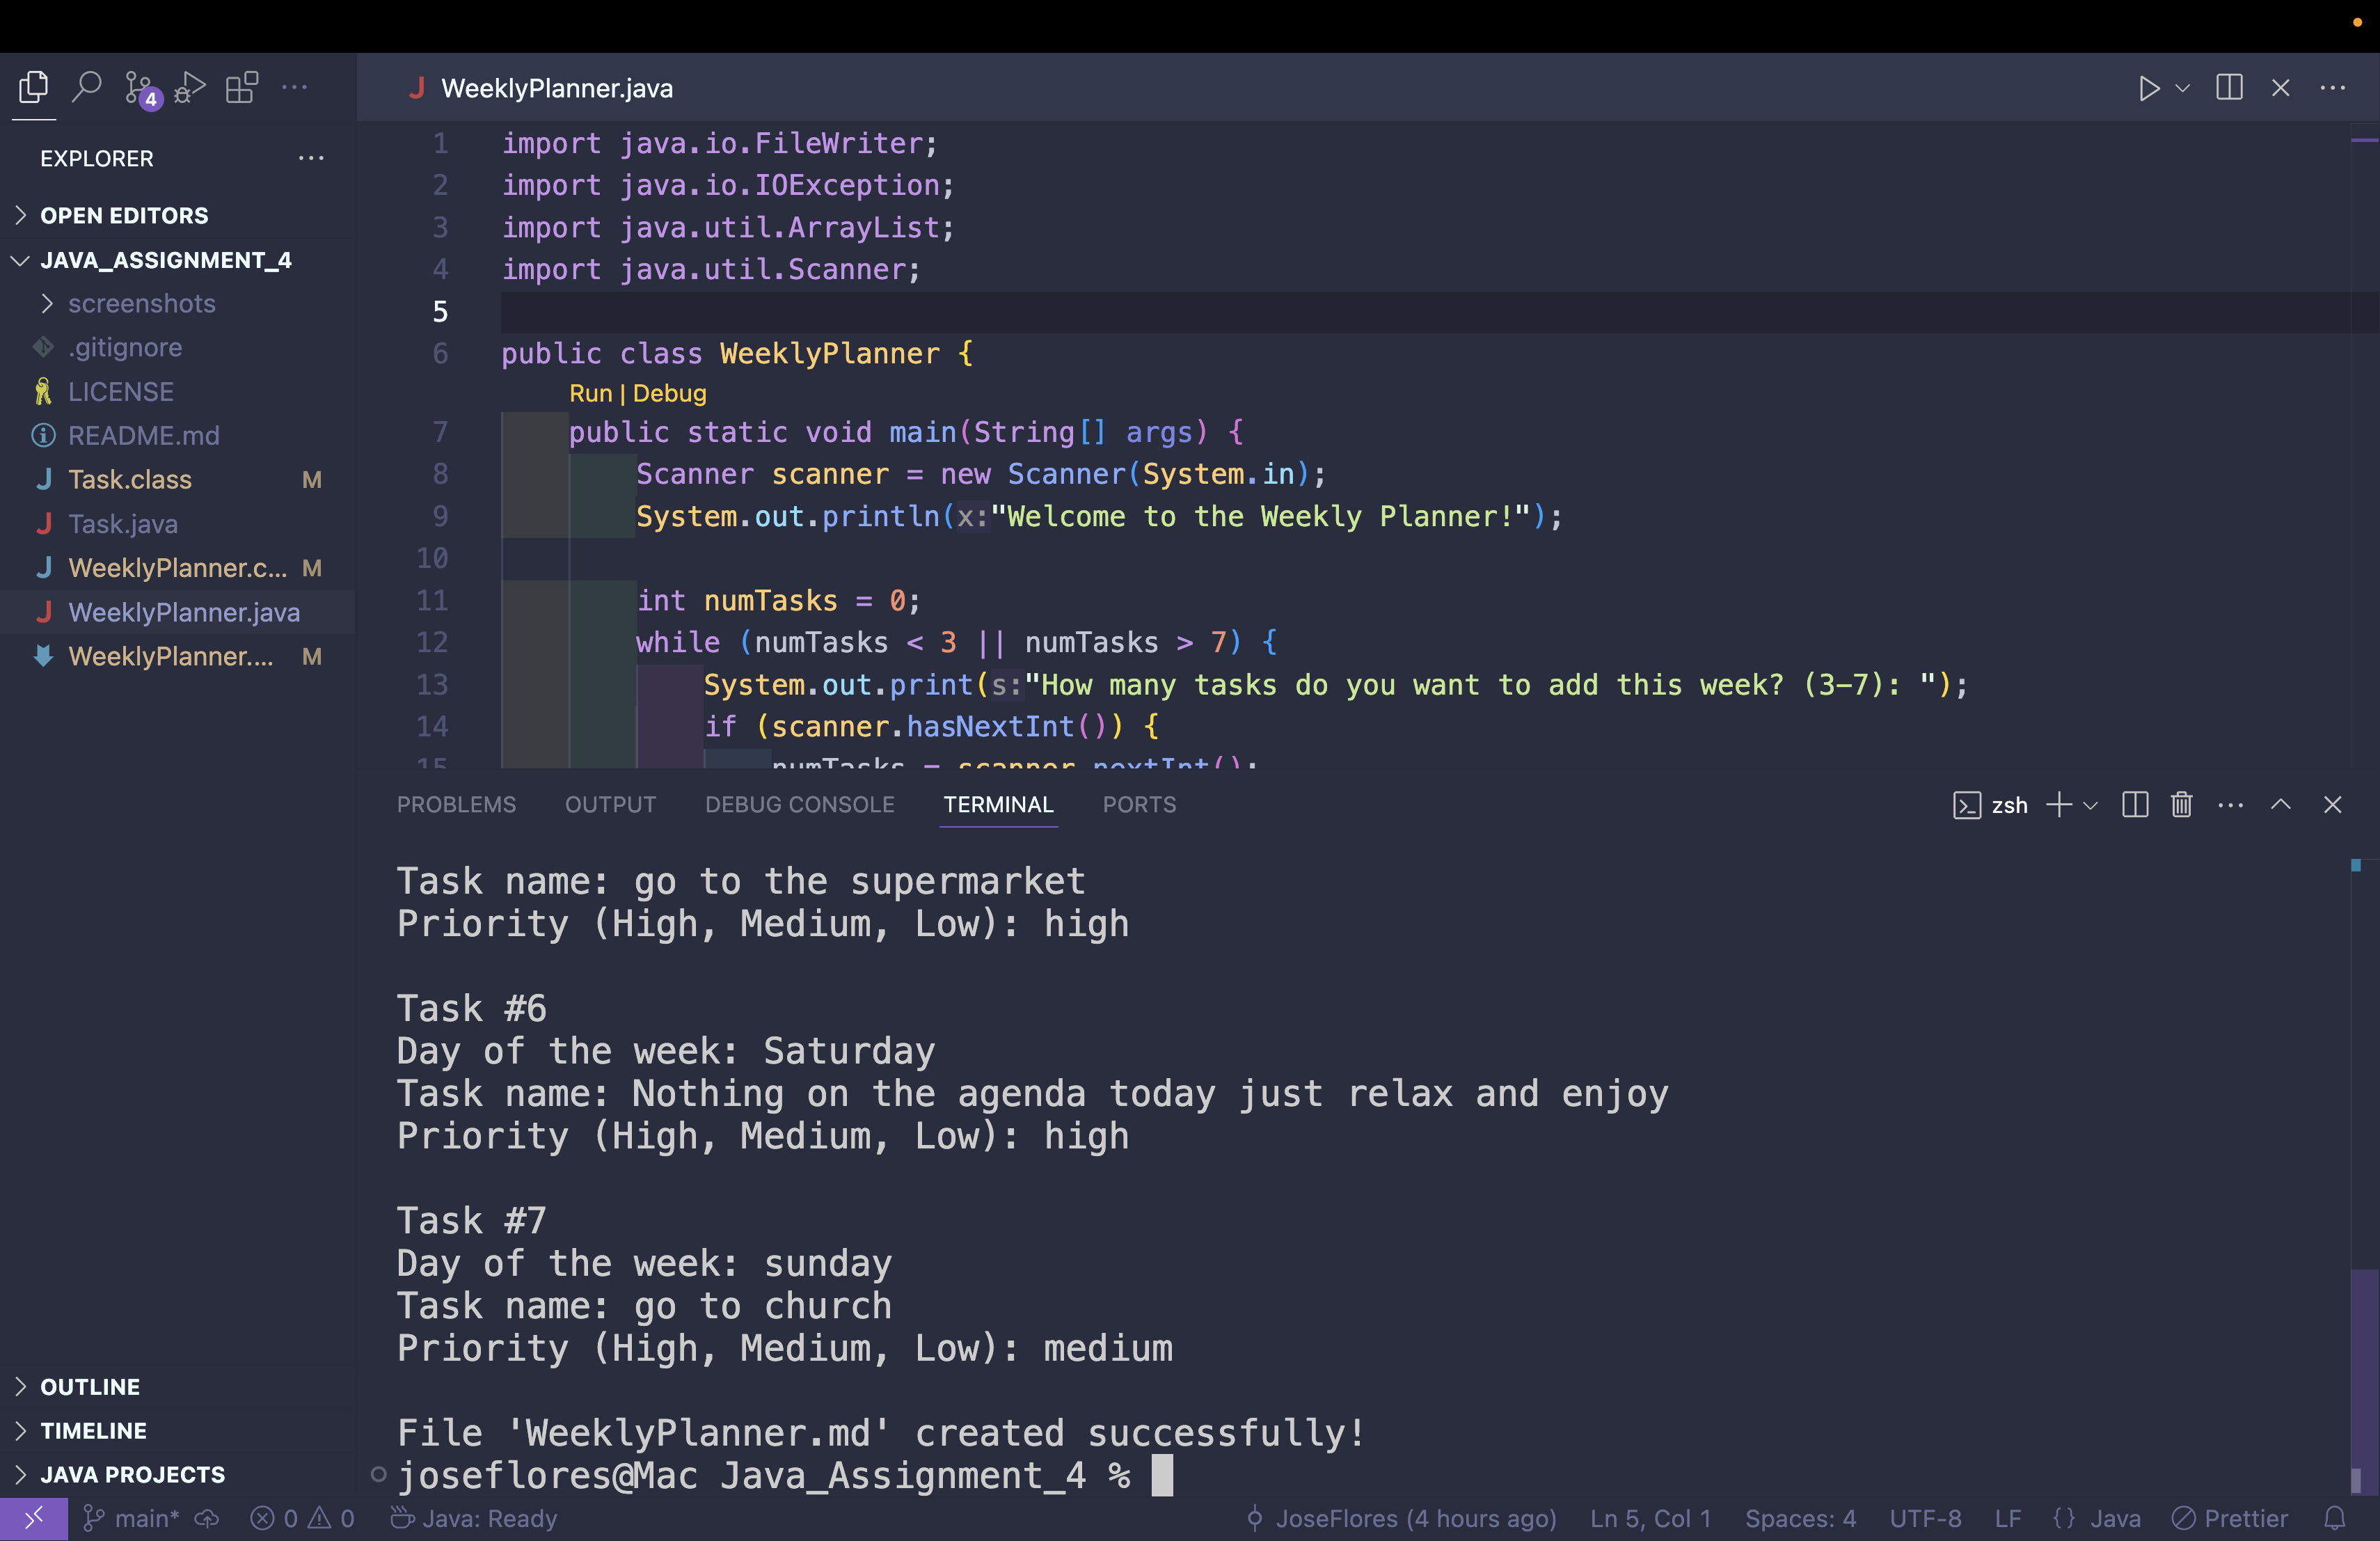 4
WeeklyPlanner.java
EXPLORER
OPEN EDITORS
JAVA_ASSIGNMENT_4
screenshots
.gitignore
LICENSE
README.md
Task.class M
Task.java
WeeklyPlanner.c... M
WeeklyPlanner.java
WeeklyPlanner.... M
OUTLINE
TIMELINE
JAVA PROJECTS
1 import java.io.FileWriter;
2 import java.io.IOException;
3 import java.util.ArrayList;
4 import java.util.Scanner;
5
6 public class WeeklyPlanner {
Run | Debug
7 public static void main(String[] args) {
8 Scanner scanner = new Scanner(System.in);
9 System.out.println(x:"Welcome to the Weekly Planner!");
10
11 int numTasks = 0;
12 while (numTasks < 3 || numTasks > 7) {
13 System.out.print(s:"How many tasks do you want to add this week? (3-7): ");
14 if (scanner.hasNextInt()) {
15 numTasks = scanner.nextInt();
PROBLEMS OUTPUT DEBUG CONSOLE TERMINAL PORTS zsh
Task name: go to the supermarket
Priority (High, Medium, Low): high
Task #6
Day of the week: Saturday
Task name: Nothing on the agenda today just relax and enjoy
Priority (High, Medium, Low): high
Task #7
Day of the week: sunday
Task name: go to church
Priority (High, Medium, Low): medium
File 'WeeklyPlanner.md' created successfully!
joseflores@Mac Java_Assignment_4 %
main* 0 0 Java: Ready JoseFlores (4 hours ago) Ln 5, Col 1 Spaces: 4 UTF-8 LF {} Java Prettier